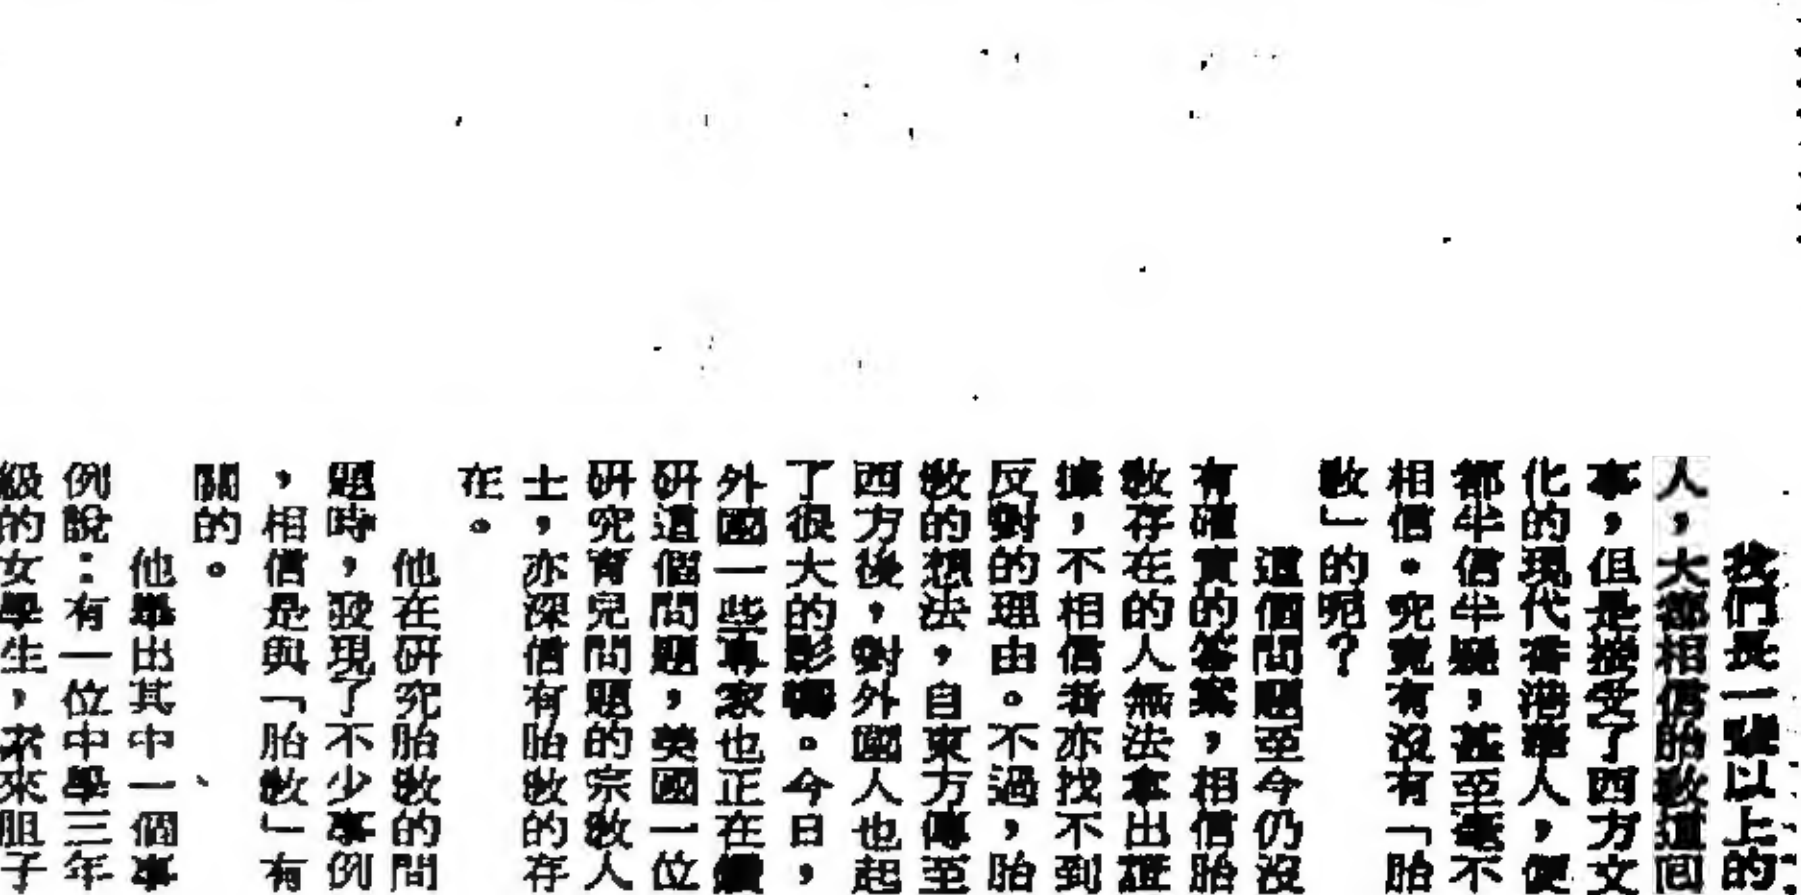 我們長一輩以上的
人，大都相信胎教這回
事，但是接受了西方文
化的現代香港華人，便
都半信半疑，甚至毫不
相信。究竟有沒有「胎
教」的呢？
這個問題至今仍沒
有確實的答案，相信胎
教存在的人無法拿出證
據，不相信者亦找不到
反對的理由。不過，胎
教的想法，自東方傳至
西方後，對外國人也起
了很大的影響。今日，
外國一些專家也正在鑽
研這個問題，英國一位
研究育兒問題的宗教人
士，亦深信有胎教的存
在。
他在研究胎教的問
題時，發現了不少事例
，相信是與「胎教」有
關的。
他舉出其中一個事
例說：有一位中學三年
級的女學生，本來胆子